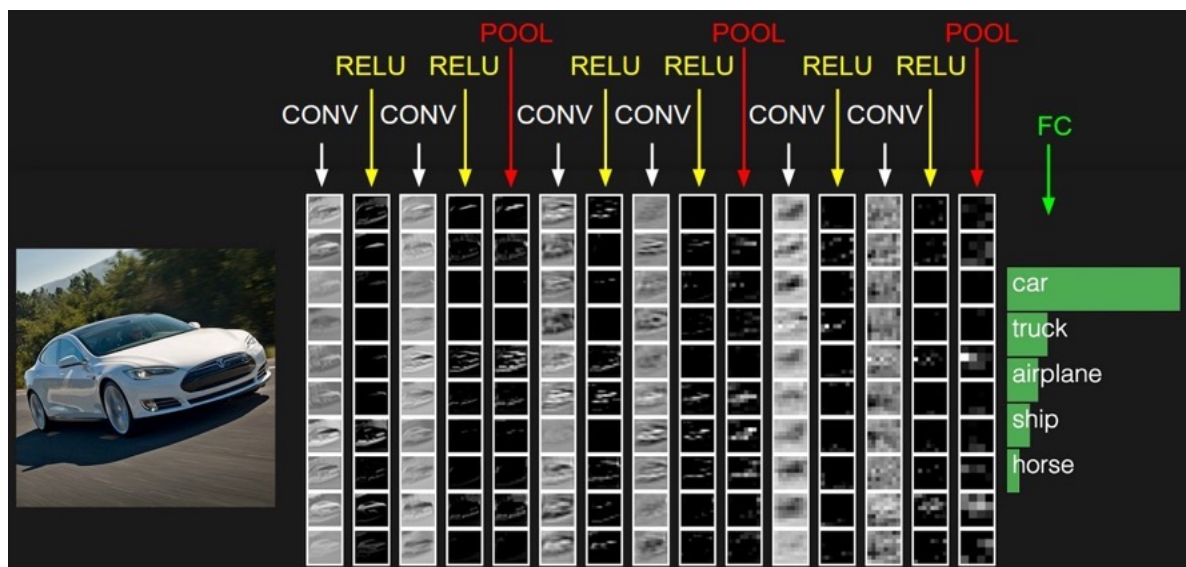 POOL POOL POOL
RELU RELU RELU RELU RELU RELU
CONV CONV CONV CONV CONV CONV
FC
car
truck
airplane
ship
horse